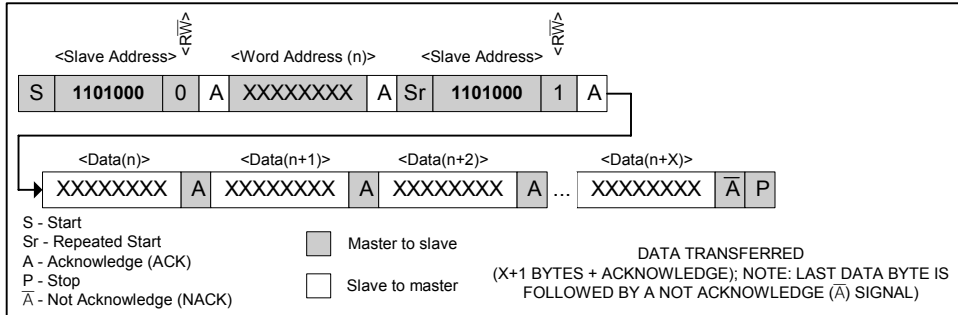 <RW̅>
<RW̅>
<Slave Address>
<Word Address (n)>
<Slave Address>
S 1101000 0 A XXXXXXXX A Sr 1101000 1 A
<Data(n)> <Data(n+1)> <Data(n+2)> <Data(n+X)>
XXXXXXXX A XXXXXXXX A XXXXXXXX A ... XXXXXXXX A̅ P
S - Start
Sr - Repeated Start
A - Acknowledge (ACK)
P - Stop
A̅ - Not Acknowledge (NACK)
Master to slave
Slave to master
DATA TRANSFERRED
(X+1 BYTES + ACKNOWLEDGE); NOTE: LAST DATA BYTE IS
FOLLOWED BY A NOT ACKNOWLEDGE (A̅) SIGNAL)